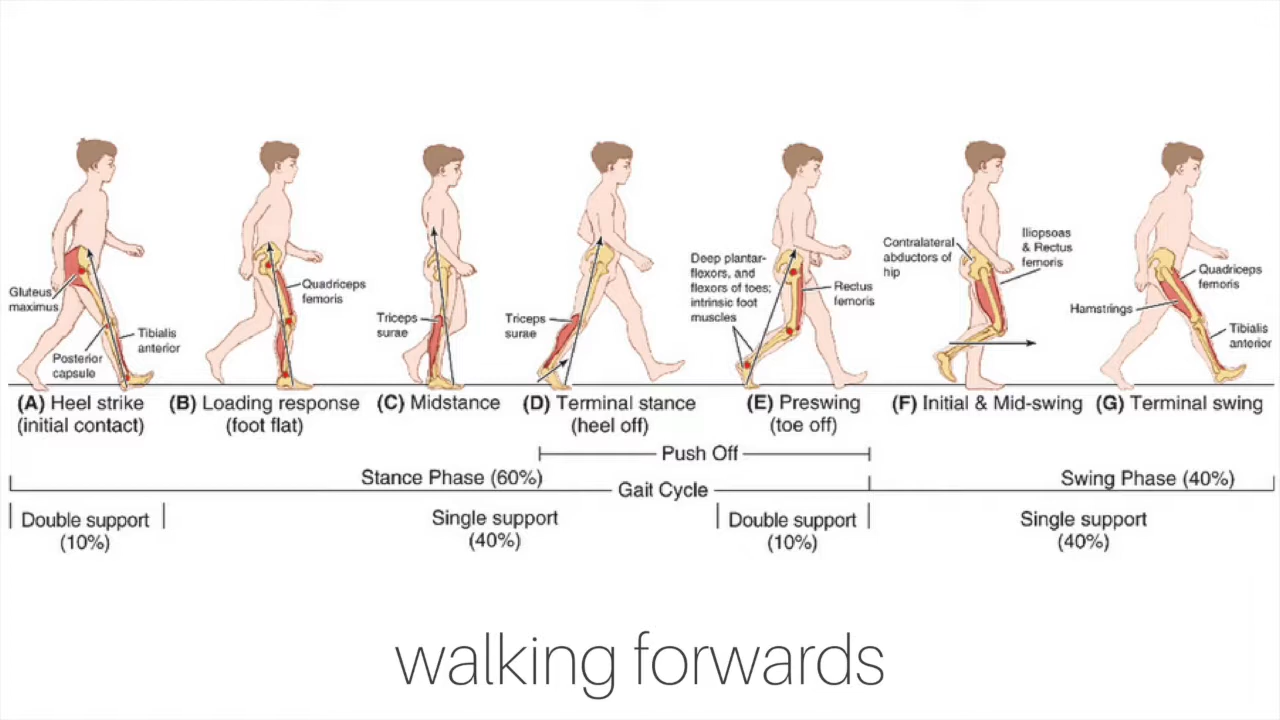 Gluteus
maximus
Posterior
capsule
Tibialis
anterior
Quadriceps
femoris
Triceps
surae
Triceps
surae
Deep plantar-
flexors, and
flexors of toes;
intrinsic foot
muscles
Rectus
femoris
Contralateral
abductors of
hip
Iliopsoas
& Rectus
femoris
Hamstrings
Quadriceps
femoris
Tibialis
anterior
(A) Heel strike
(initial contact)
(B) Loading response
(foot flat)
(C) Midstance
(D) Terminal stance
(heel off)
(E) Preswing
(toe off)
(F) Initial & Mid-swing
(G) Terminal swing
Push Off
Stance Phase (60%)
Gait Cycle
Swing Phase (40%)
Double support
(10%)
Single support
(40%)
Double support
(10%)
Single support
(40%)
walking forwards